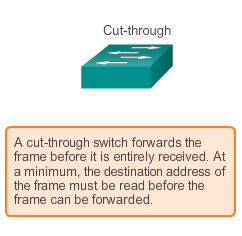 Cut-through
A cut-through switch forwards the
frame before it is entirely received. At
a minimum, the destination address of
the frame must be read before the
frame can be forwarded.